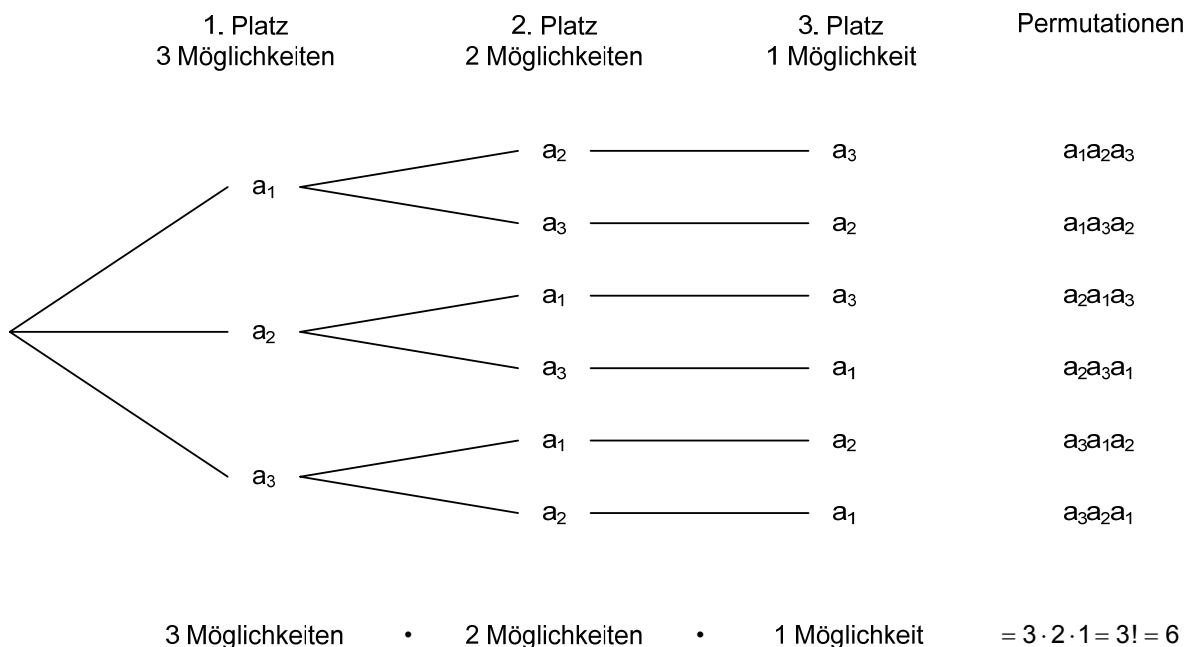 1. Platz 2. Platz 3. Platz Permutationen
3 Möglichkeiten 2 Möglichkeiten 1 Möglichkeit
a₂ a₃ a₁a₂a₃
a₁
a₃ a₂ a₁a₃a₂
a₁ a₃ a₂a₁a₃
a₂
a₃ a₁ a₂a₃a₁
a₁ a₂ a₃a₁a₂
a₃
a₂ a₁ a₃a₂a₁
3 Möglichkeiten · 2 Möglichkeiten · 1 Möglichkeit = 3 · 2 · 1 = 3! = 6